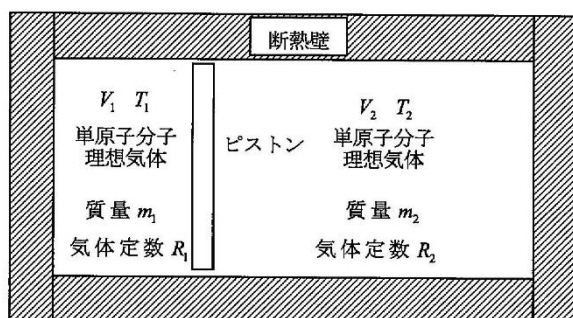 断熱壁
V₁ T₁
単原子分子
理想気体
質量 m₁
気体定数 R₁
ピストン
V₂ T₂
単原子分子
理想気体
質量 m₂
気体定数 R₂